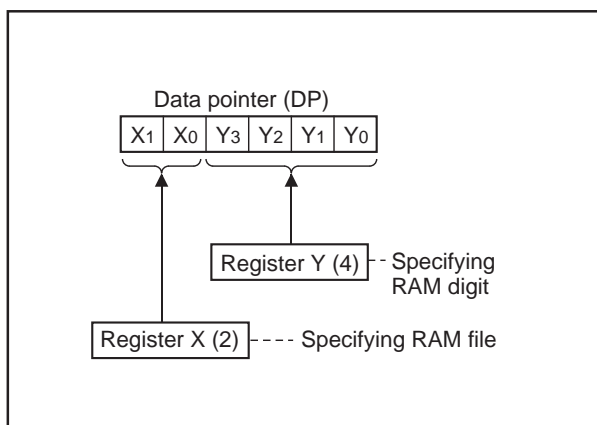 Data pointer (DP)
X1 X0 Y3 Y2 Y1 Y0
Register Y (4) Specifying
RAM digit
Register X (2) Specifying RAM file